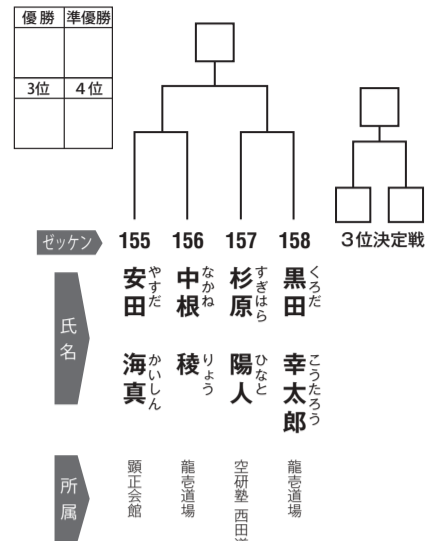 優勝 準優勝
3位 4位
3位決定戦
ゼッケン 155 156 157 158
氏名
安田 海真
やすだ かいしん
中根 稜
なかね りょう
杉原 陽人
すぎはら ひなと
黒田 幸太郎
くろだ こうたろう
所属
顕正会館
龍壱道場
空研塾 西田道
龍壱道場